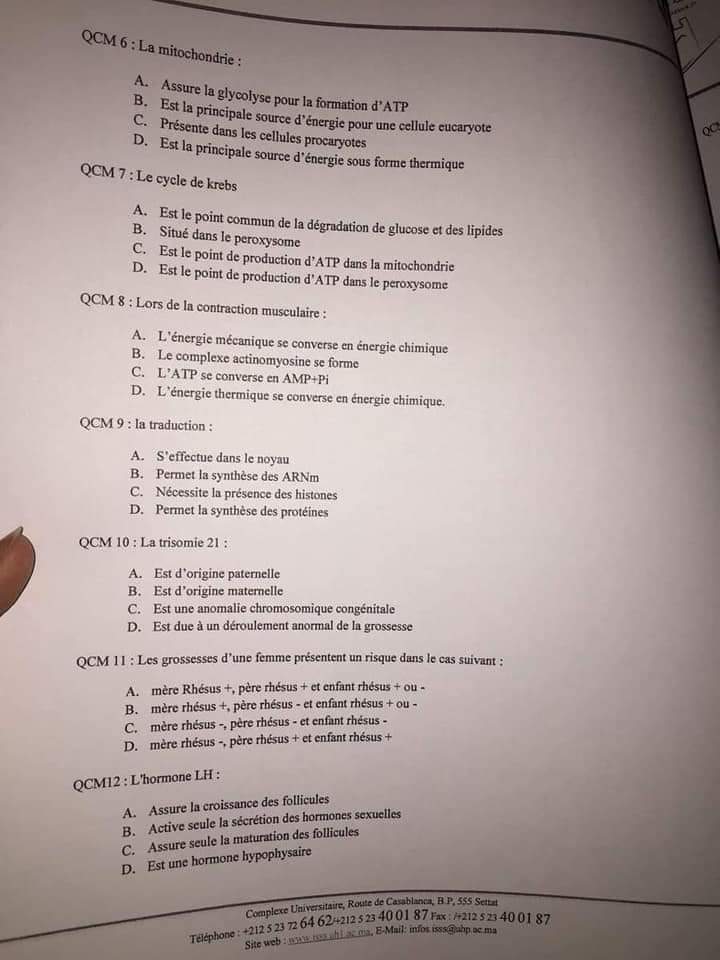 QCM 6 : La mitochondrie :
A. Assure la glycolyse pour la formation d'ATP
B. Est la principale source d'énergie pour une cellule eucaryote
C. Présente dans les cellules procaryotes
D. Est la principale source d'énergie sous forme thermique
QCM 7 : Le cycle de krebs
A. Est le point commun de la dégradation de glucose et des lipides
B. Situé dans le peroxysome
C. Est le point de production d'ATP dans la mitochondrie
D. Est le point de production d'ATP dans le peroxysome
QCM 8 : Lors de la contraction musculaire :
A. L'énergie mécanique se converse en énergie chimique
B. Le complexe actinomyosine se forme
C. L'ATP se converse en AMP+Pi
D. L'énergie thermique se converse en énergie chimique.
QCM 9 : la traduction :
A. S'effectue dans le noyau
B. Permet la synthèse des ARNm
C. Nécessite la présence des histones
D. Permet la synthèse des protéines
QCM 10 : La trisomie 21 :
A. Est d'origine paternelle
B. Est d'origine maternelle
C. Est une anomalie chromosomique congénitale
D. Est due à un déroulement anormal de la grossesse
QCM 11 : Les grossesses d'une femme présentent un risque dans le cas suivant :
A. mère Rhésus +, père rhésus + et enfant rhésus + ou -
B. mère rhésus +, père rhésus - et enfant rhésus + ou -
C. mère rhésus -, père rhésus - et enfant rhésus -
D. mère rhésus -, père rhésus + et enfant rhésus +
QCM12 : L'hormone LH :
A. Assure la croissance des follicules
B. Active seule la sécrétion des hormones sexuelles
C. Assure seule la maturation des follicules
D. Est une hormone hypophysaire
Complexe Universitaire, Route de Casablanca, B.P, 555 Settat
Téléphone : +212 5 23 72 64 62/+212 5 23 40 01 87 Fax : /+212 5 23 40 01 87
Site web : E-Mail: infos.isss@uhp.ac.ma